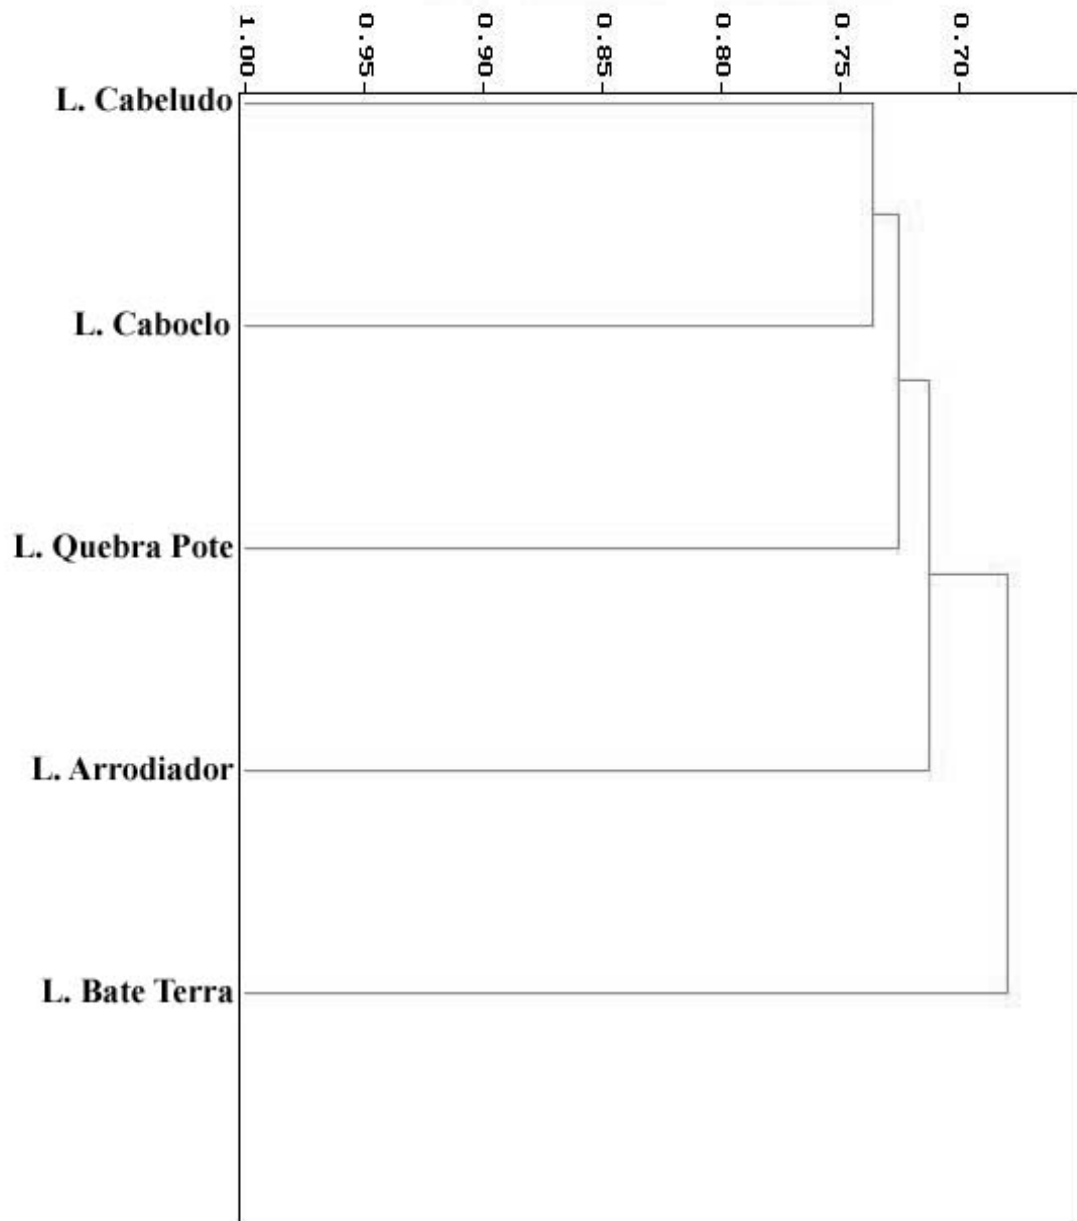 1.00 0.95 0.90 0.85 0.80 0.75 0.70
L. Cabeludo
L. Caboclo
L. Quebra Pote
L. Arrodiador
L. Bate Terra